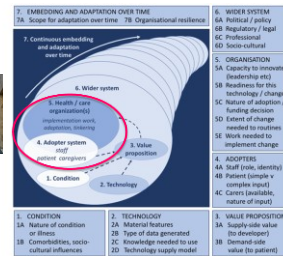 7. EMBEDDING AND ADAPTATION OVER TIME
7A Scope for adaptation over time 7B Organisational resilience
7. Continuous embedding
and adaptation
over time
6. Wider system
5. Health / care
organisation(s)
implementation work,
adaptation, tinkering
4. Adopter system
staff
patient caregivers
3. Value
proposition
1. Condition
2. Technology
6. WIDER SYSTEM
6A Political / policy
6B Regulatory / legal
6C Professional
6D Socio-cultural
5. ORGANISATION
5A Capacity to innovate
(leadership etc)
5B Readiness for this
technology / change
5C Nature of adoption /
funding decision
5D Extent of change
needed to routines
5E Work needed to
implement change
4. ADOPTERS
4A Staff (role, identity)
4B Patient (simple v
complex input)
4C Carers (available,
nature of input)
1. CONDITION
1A Nature of condition
or illness
1B Comorbidities, socio-
cultural influences
2. TECHNOLOGY
2A Material features
2B Type of data generated
2C Knowledge needed to use
2D Technology supply model
3. VALUE PROPOSITION
3A Supply-side value
(to developer)
3B Demand-side
value (to patient)